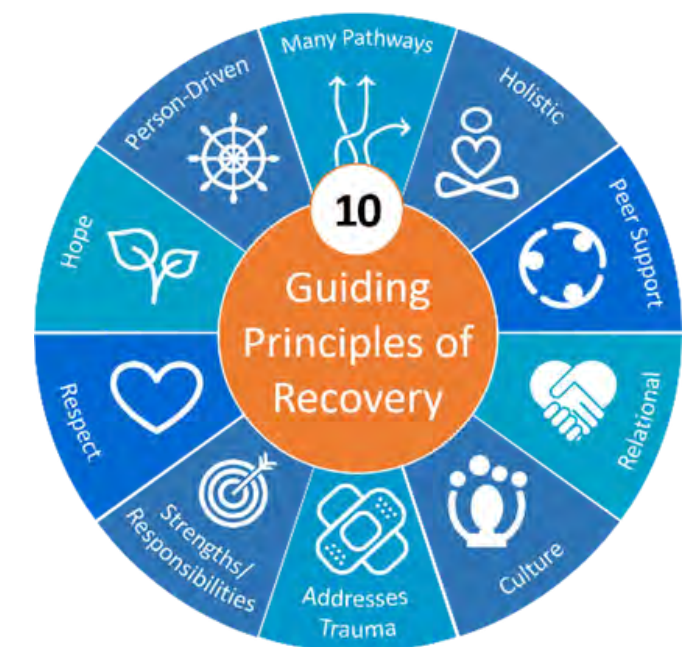 10
Guiding
Principles of
Recovery
Many Pathways
Holistic
Peer Support
Relational
Culture
Addresses
Trauma
Strengths/
Responsibilities
Respect
Hope
Person-Driven